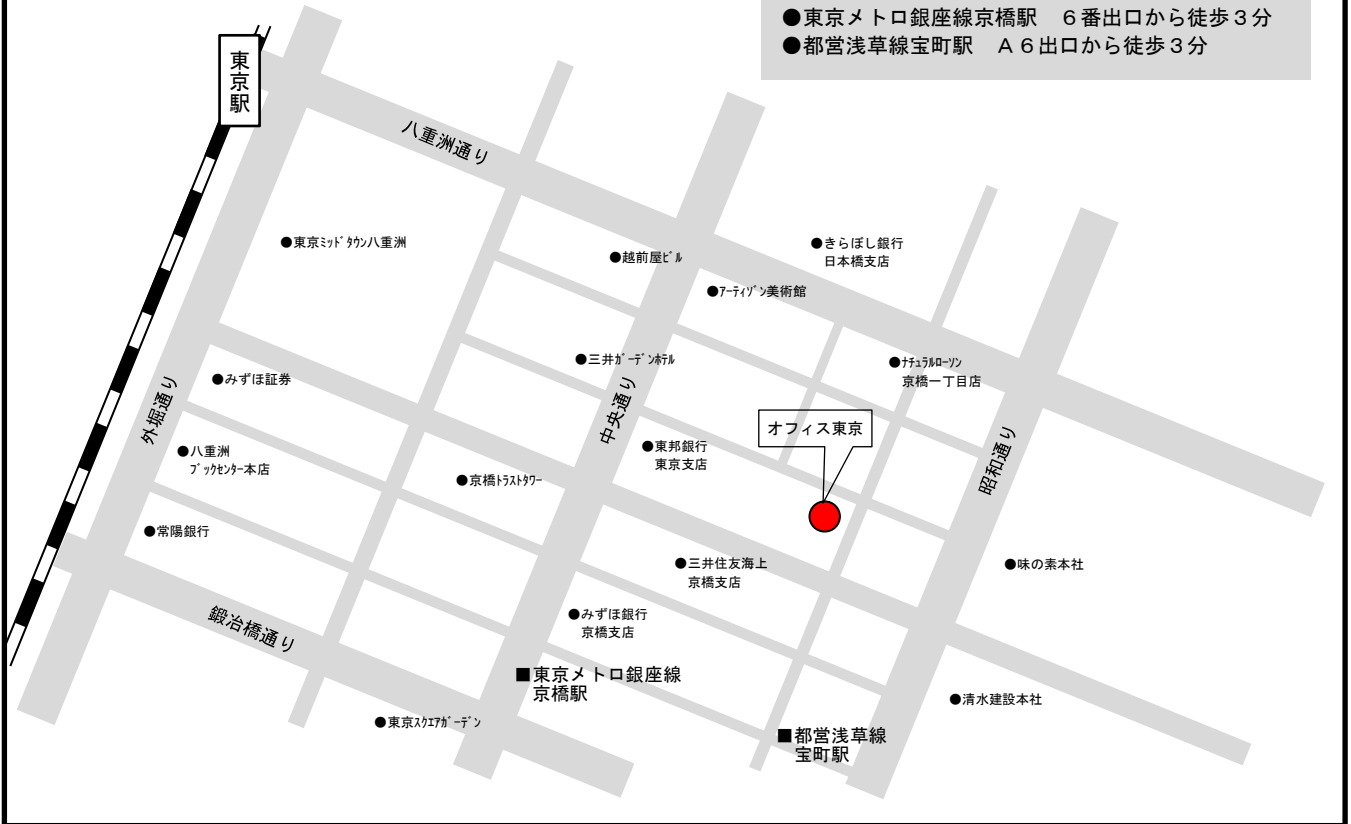 ●東京メトロ銀座線京橋駅　６番出口から徒歩３分
●都営浅草線宝町駅　Ａ６出口から徒歩３分
東京駅
八重洲通り
●東京ﾐｯﾄﾞﾀｳﾝ八重洲
●越前屋ﾋﾞﾙ
●きらぼし銀行
日本橋支店
●ｱｰﾃｨｿﾞﾝ美術館
●三井ｶﾞｰﾃﾞﾝﾎﾃﾙ
●ﾅﾁｭﾗﾙﾛｰｿﾝ
京橋一丁目店
●みずほ証券
外堀通り
中央通り
オフィス東京
昭和通り
●八重洲
ﾌﾞｯｸｾﾝﾀｰ本店
●東邦銀行
東京支店
●京橋ﾄﾗｽﾄﾀﾜｰ
●常陽銀行
●三井住友海上
京橋支店
●味の素本社
鍛冶橋通り
●みずほ銀行
京橋支店
■東京メトロ銀座線
京橋駅
●清水建設本社
●東京ｽｸｴｱｶﾞｰﾃﾞﾝ
■都営浅草線
宝町駅